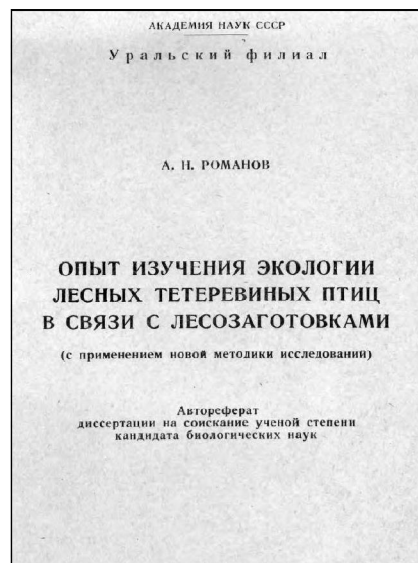 АКАДЕМИЯ НАУК СССР
Уральский филиал
А. Н. РОМАНОВ
ОПЫТ ИЗУЧЕНИЯ ЭКОЛОГИИ
ЛЕСНЫХ ТЕТЕРЕВИНЫХ ПТИЦ
В СВЯЗИ С ЛЕСОЗАГОТОВКАМИ
(с применением новой методики исследований)
Автореферат
диссертации на соискание ученой степени
кандидата биологических наук